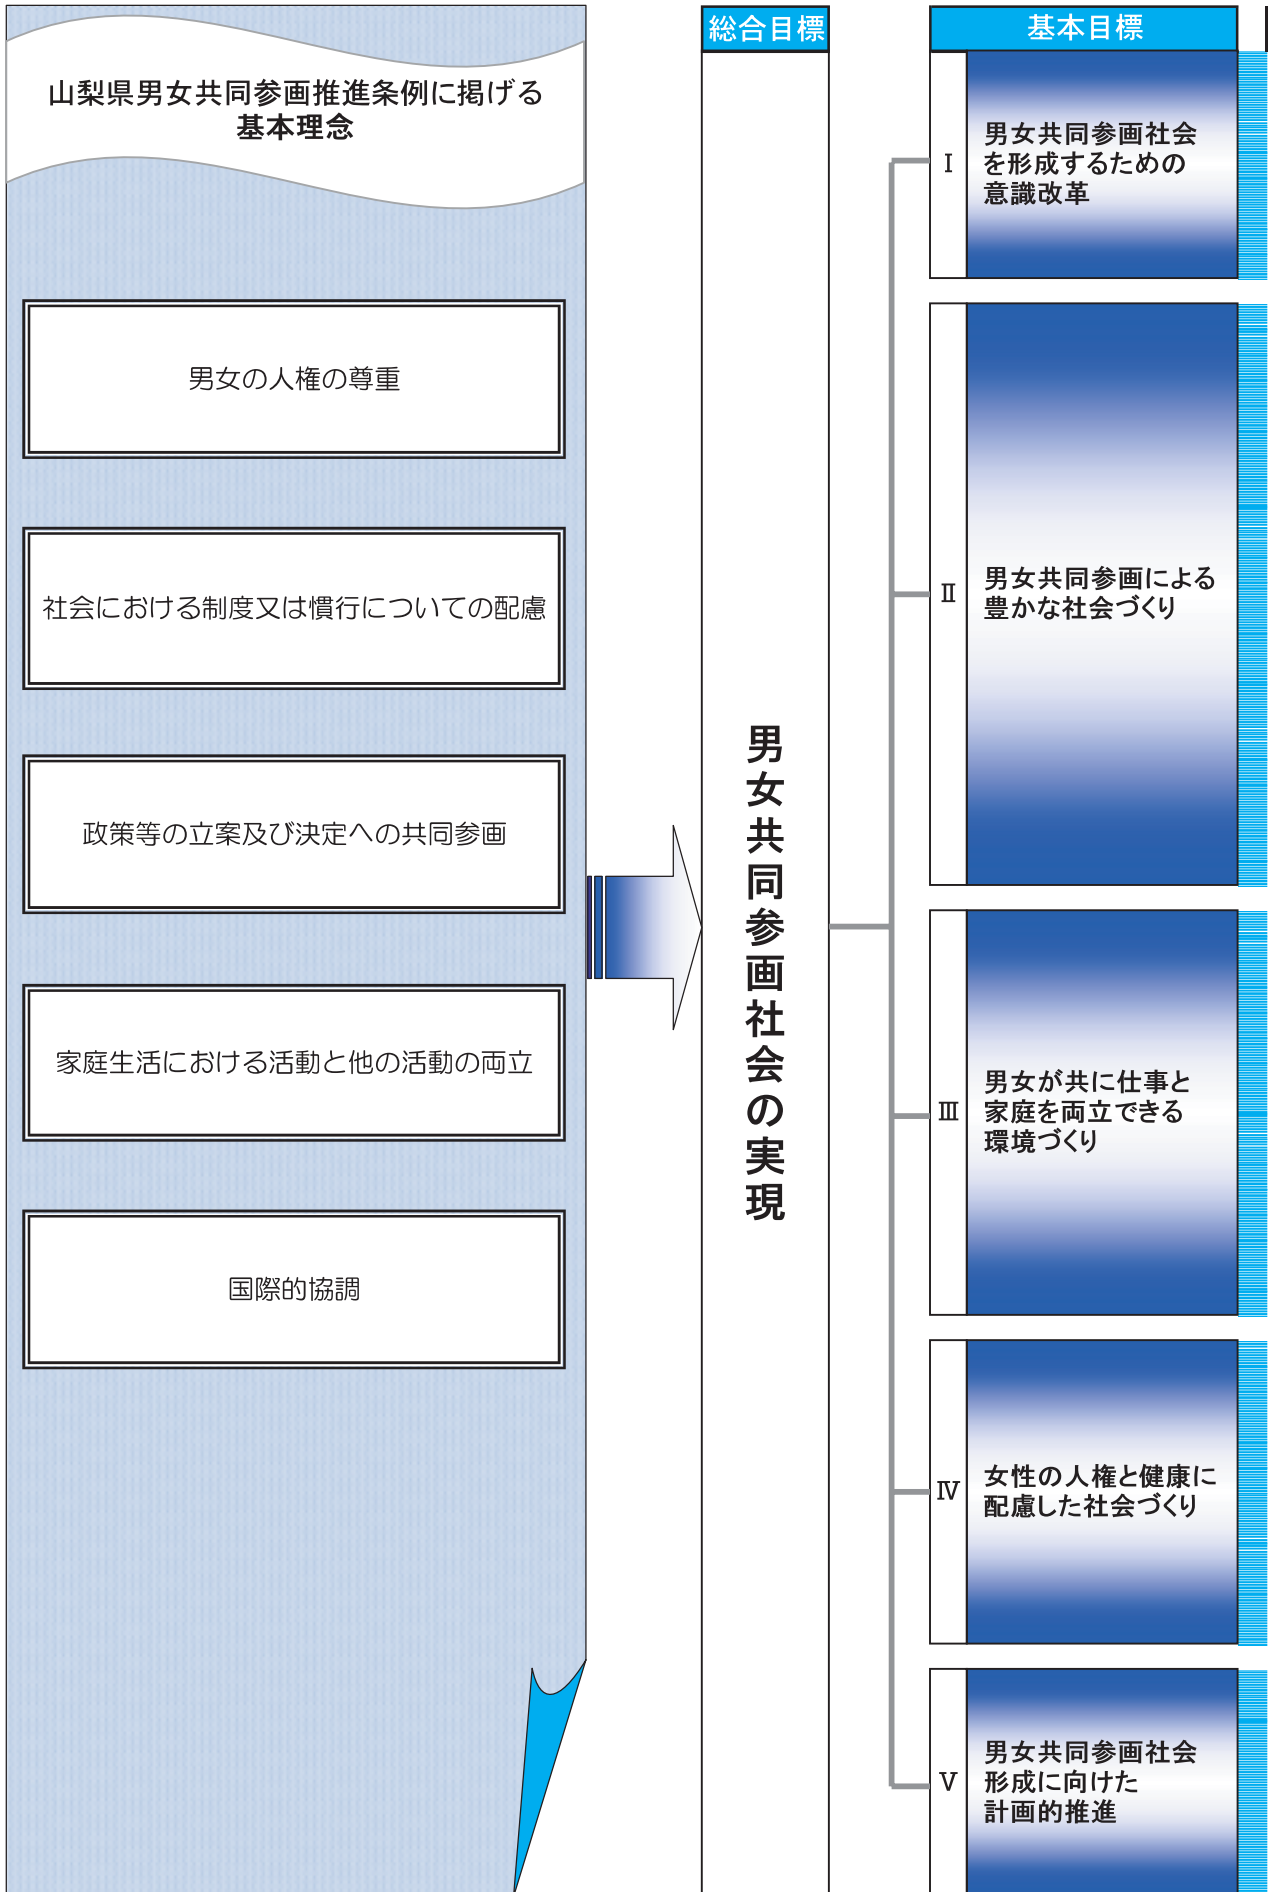 山梨県男女共同参画推進条例に掲げる
基本理念
男女の人権の尊重
社会における制度又は慣行についての配慮
政策等の立案及び決定への共同参画
家庭生活における活動と他の活動の両立
国際的協調
総合目標
男女共同参画社会の実現
基本目標
Ⅰ
男女共同参画社会
を形成するための
意識改革
Ⅱ
男女共同参画による
豊かな社会づくり
Ⅲ
男女が共に仕事と
家庭を両立できる
環境づくり
Ⅳ
女性の人権と健康に
配慮した社会づくり
Ⅴ
男女共同参画社会
形成に向けた
計画的推進